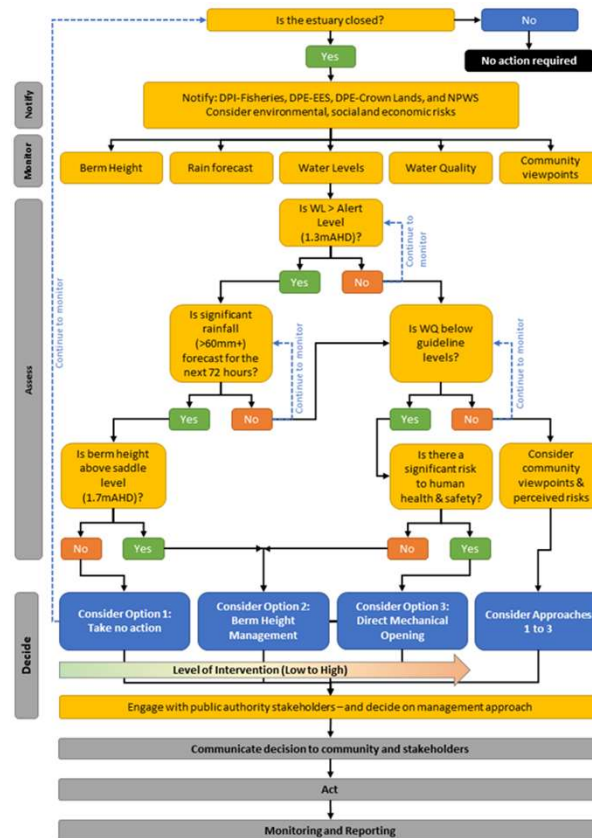 Is the estuary closed?
No
Yes
No action required
Notify
Notify: DPI-Fisheries, DPE-EES, DPE-Crown Lands, and NPWS
Consider environmental, social and economic risks
Monitor
Berm Height
Rain forecast
Water Levels
Water Quality
Community
viewpoints
Continue to monitor
Assess
Is WL > Alert
Level
(1.3mAHD)?
Continue to
monitor
Yes
No
Is significant
rainfall
(>60mm+)
forecast for the
next 72 hours?
Continue to
monitor
Is WQ below
guideline
levels?
Continue to
monitor
Yes
No
Yes
No
Is berm height
above saddle
level
(1.7mAHD)?
Is there a
significant risk
to human
health & safety?
Consider
community
viewpoints &
perceived risks
No
Yes
No
Yes
Decide
Consider Option 1:
Take no action
Consider Option 2:
Berm Height
Management
Consider Option 3:
Direct Mechanical
Opening
Consider Approaches
1 to 3
Level of Intervention (Low to High)
Engage with public authority stakeholders – and decide on management approach
Communicate decision to community and stakeholders
Act
Monitoring and Reporting